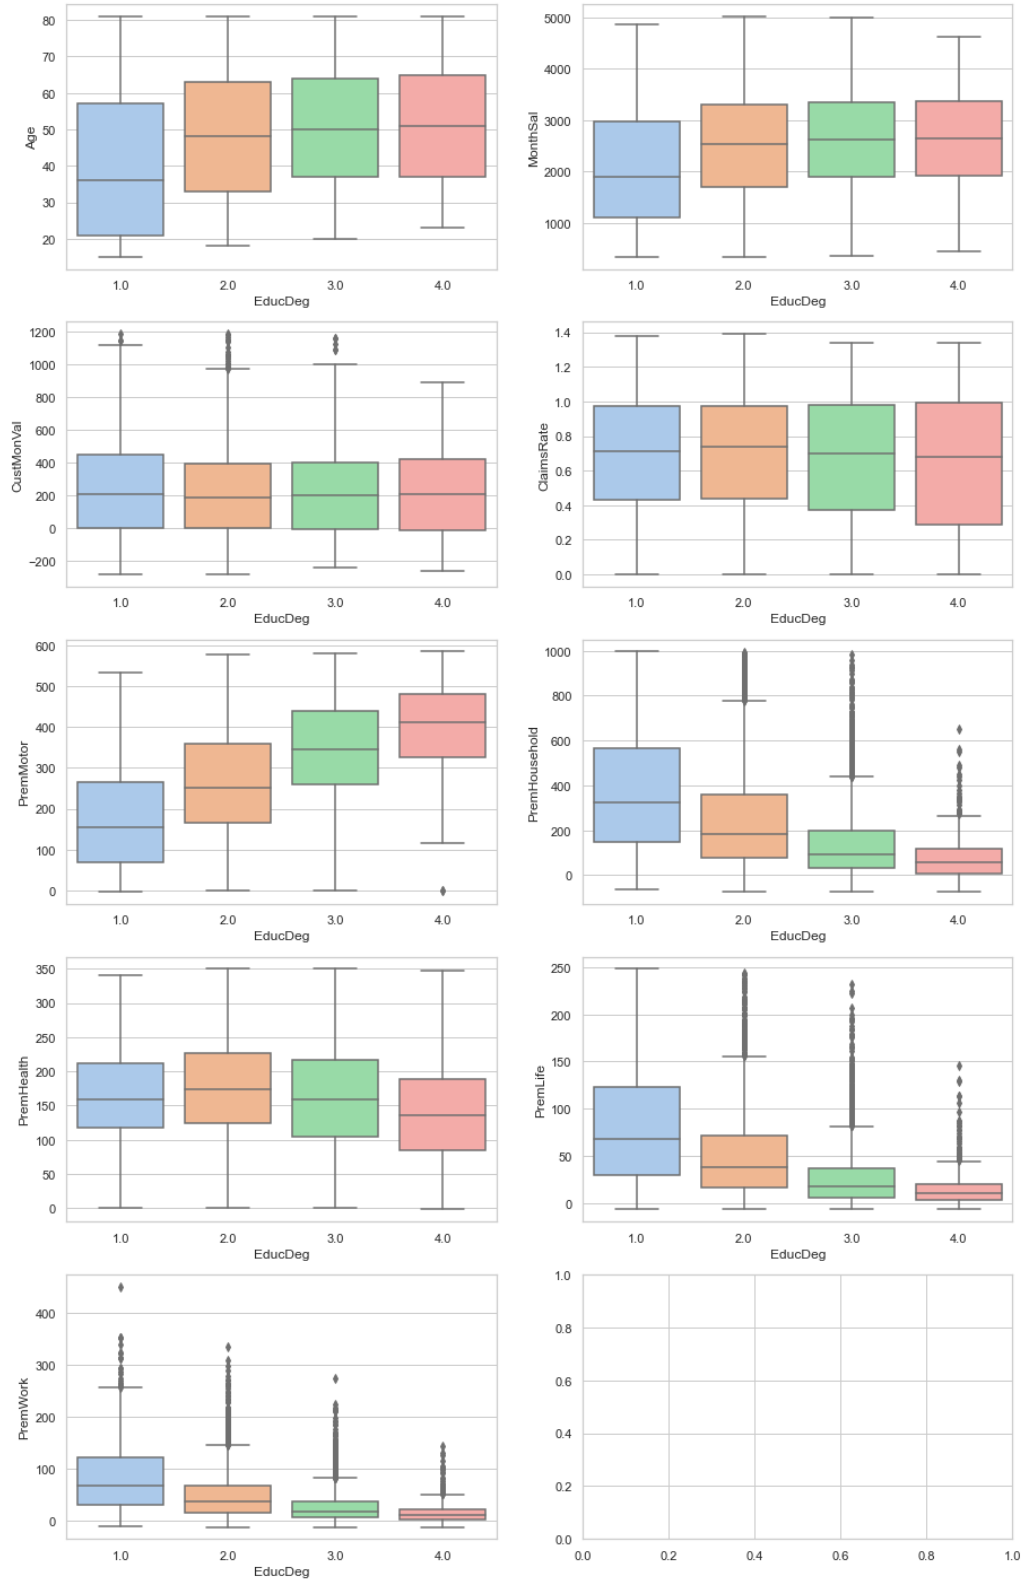 80
70
60
50
40
30
20
Age
1.0 2.0 3.0 4.0
EducDeg
5000
4000
3000
2000
1000
MonthSal
1.0 2.0 3.0 4.0
EducDeg
1200
1000
800
600
400
200
0
−200
CustMonVal
1.0 2.0 3.0 4.0
EducDeg
1.4
1.2
1.0
0.8
0.6
0.4
0.2
0.0
ClaimsRate
1.0 2.0 3.0 4.0
EducDeg
600
500
400
300
200
100
0
PremMotor
1.0 2.0 3.0 4.0
EducDeg
1000
800
600
400
200
0
PremHousehold
1.0 2.0 3.0 4.0
EducDeg
350
300
250
200
150
100
50
0
PremHealth
1.0 2.0 3.0 4.0
EducDeg
250
200
150
100
50
0
PremLife
1.0 2.0 3.0 4.0
EducDeg
400
300
200
100
0
PremWork
1.0 2.0 3.0 4.0
EducDeg
1.0
0.8
0.6
0.4
0.2
0.0
0.0 0.2 0.4 0.6 0.8 1.0